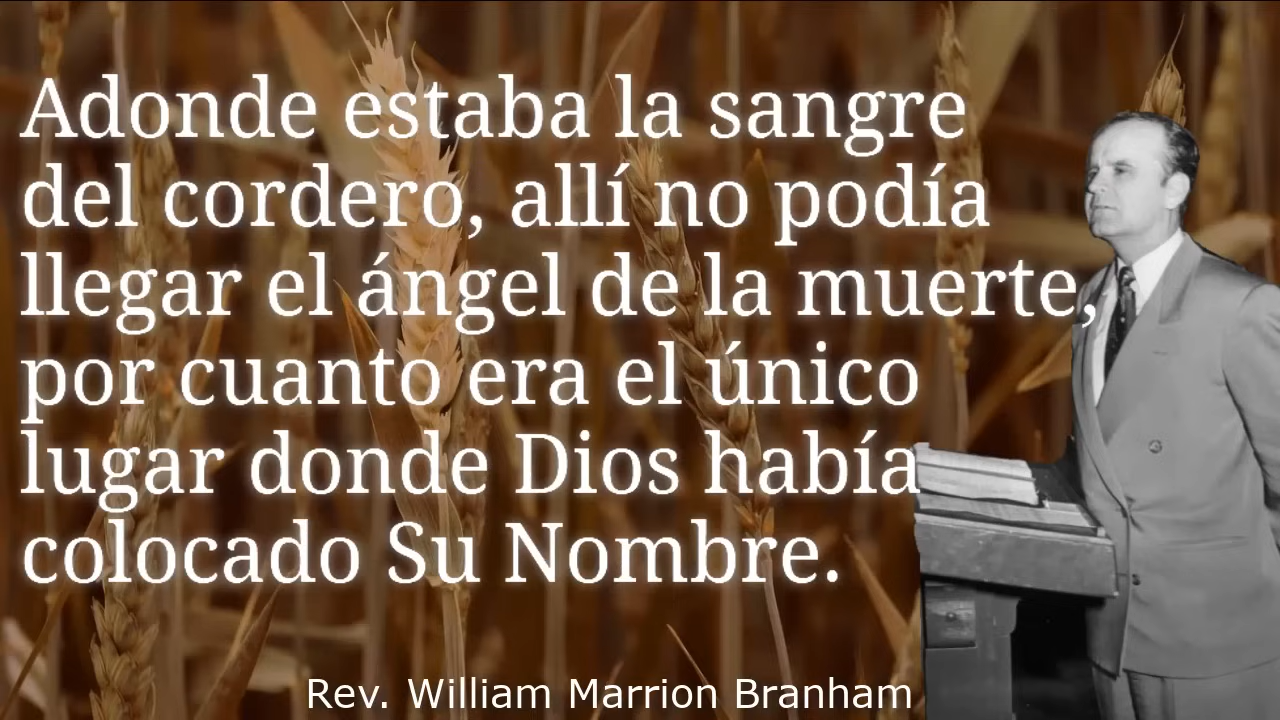 Adonde estaba la sangre
del cordero, allí no podía
llegar el ángel de la muerte,
por cuanto era el único
lugar donde Dios había
colocado Su Nombre.
Rev. William Marrion Branham